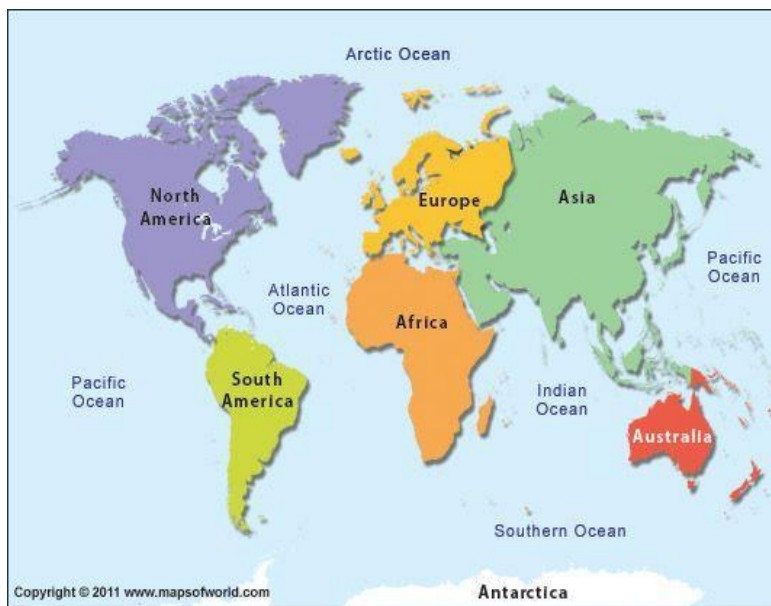 Arctic Ocean
North
America
Europe
Asia
Pacific
Ocean
Atlantic
Ocean
Africa
Pacific
Ocean
South
America
Indian
Ocean
Australia
Southern Ocean
Copyright © 2011 www.mapsofworld.com
Antarctica